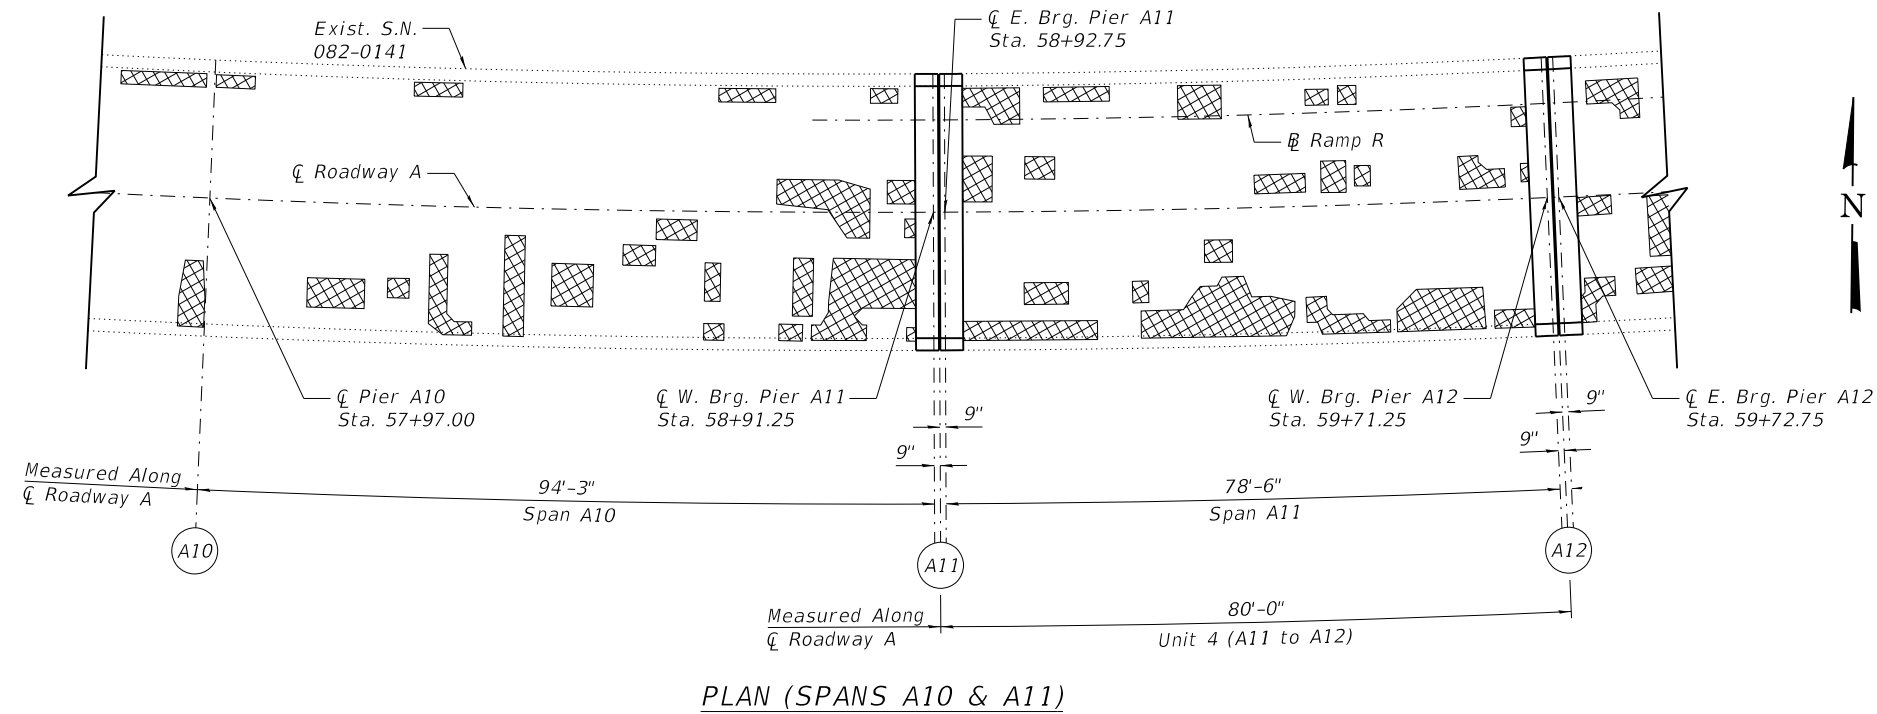 Exist. S.N.
082-0141
℄ E. Brg. Pier A11
Sta. 58+92.75
℄ Roadway A
BL Ramp R
N
℄ Pier A10
Sta. 57+97.00
℄ W. Brg. Pier A11
Sta. 58+91.25
9"
9"
℄ W. Brg. Pier A12
Sta. 59+71.25
9"
9"
℄ E. Brg. Pier A12
Sta. 59+72.75
Measured Along
℄ Roadway A
94'-3"
Span A10
78'-6"
Span A11
A10
A11
A12
Measured Along
℄ Roadway A
80'-0"
Unit 4 (A11 to A12)
PLAN (SPANS A10 & A11)